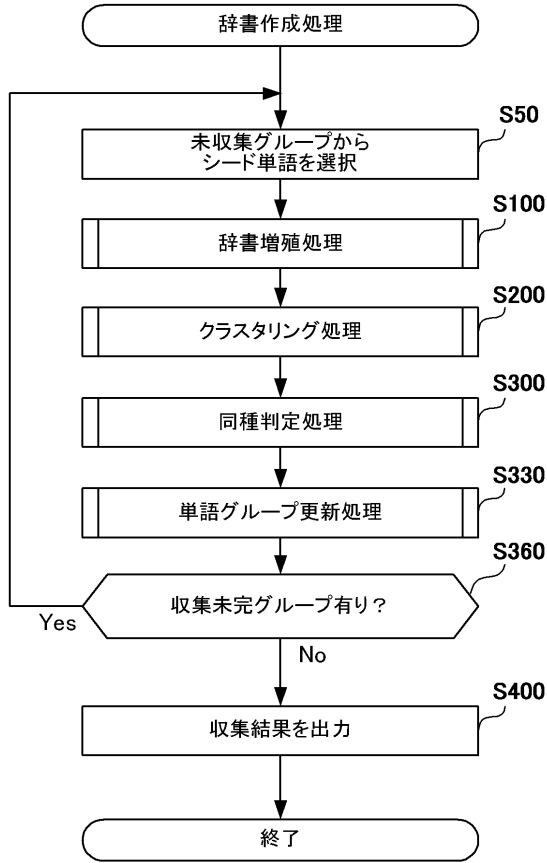 辞書作成処理
S50
未収集グループから
シード単語を選択
S100
辞書増殖処理
S200
クラスタリング処理
S300
同種判定処理
S330
単語グループ更新処理
S360
収集未完グループ有り？
Yes
No
S400
収集結果を出力
終了